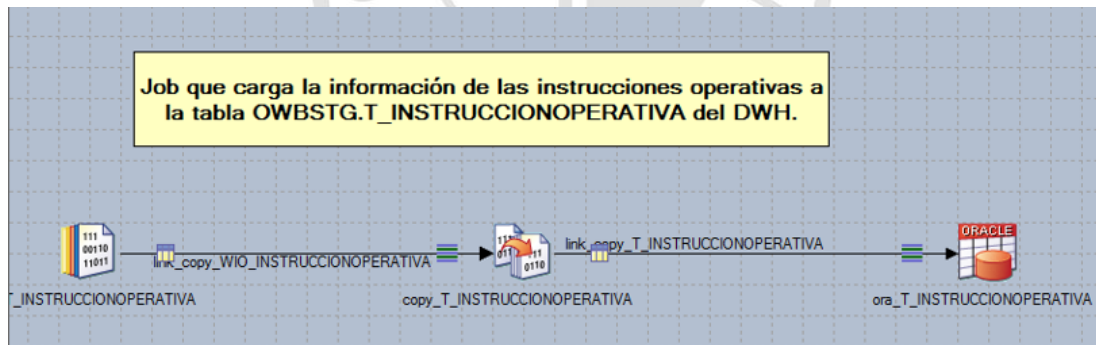 Job que carga la información de las instrucciones operativas a
la tabla OWBSTG.T_INSTRUCCIONOPERATIVA del DWH.
111
00110
11011
link_copy_WIO_INSTRUCCIONOPERATIVA
0110
link_copy_T_INSTRUCCIONOPERATIVA
ORACLE
T_INSTRUCCIONOPERATIVA
copy_T_INSTRUCCIONOPERATIVA
ora_T_INSTRUCCIONOPERATIVA